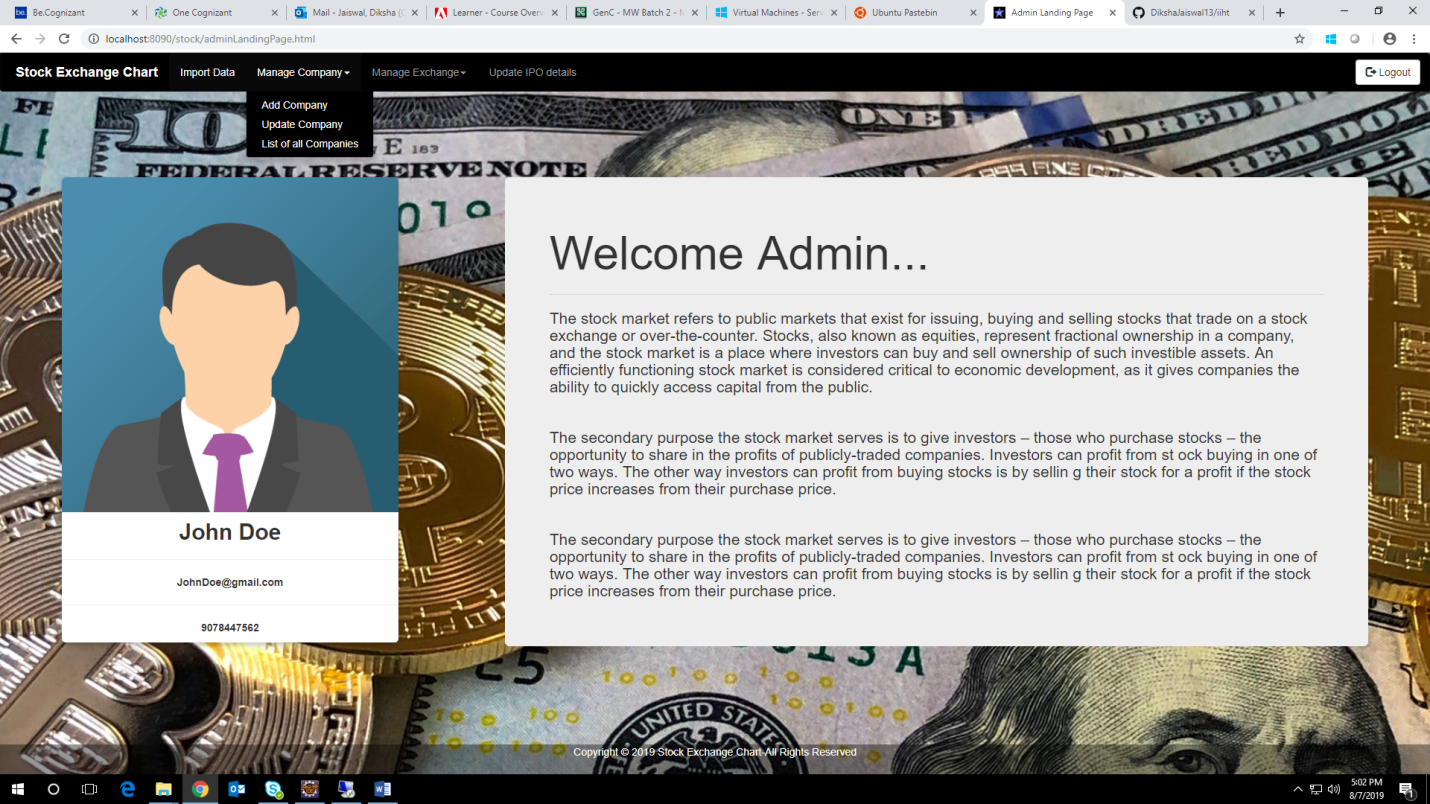 be. Be.Cognizant
One Cognizant
Mail - Jaiswal, Diksha (
Learner - Course Overv
GenC - MW Batch 2 -
Virtual Machines - Serv
Ubuntu Pastebin
Admin Landing Page
DikshaJaiswal13/iiht
localhost:8090/stock/adminLandingPage.html
Stock Exchange Chart Import Data Manage Company Manage Exchange Update IPO details Logout
Add Company
Update Company
List of all Companies
100
E 183
FEDERAL RESERVE NOTE
999 FINE
Welcome Admin...
The stock market refers to public markets that exist for issuing, buying and selling stocks that trade on a stock
exchange or over-the-counter. Stocks, also known as equities, represent fractional ownership in a company,
and the stock market is a place where investors can buy and sell ownership of such investible assets. An
efficiently functioning stock market is considered critical to economic development, as it gives companies the
ability to quickly access capital from the public.
The secondary purpose the stock market serves is to give investors – those who purchase stocks – the
opportunity to share in the profits of publicly-traded companies. Investors can profit from st ock buying in one of
two ways. The other way investors can profit from buying stocks is by sellin g their stock for a profit if the stock
price increases from their purchase price.
The secondary purpose the stock market serves is to give investors – those who purchase stocks – the
opportunity to share in the profits of publicly-traded companies. Investors can profit from st ock buying in one of
two ways. The other way investors can profit from buying stocks is by sellin g their stock for a profit if the stock
price increases from their purchase price.
John Doe
JohnDoe@gmail.com
9078447562
E5
UNITED STATES
Copyright © 2019 Stock Exchange Chart-All Rights Reserved
5:02 PM
8/7/2019
1